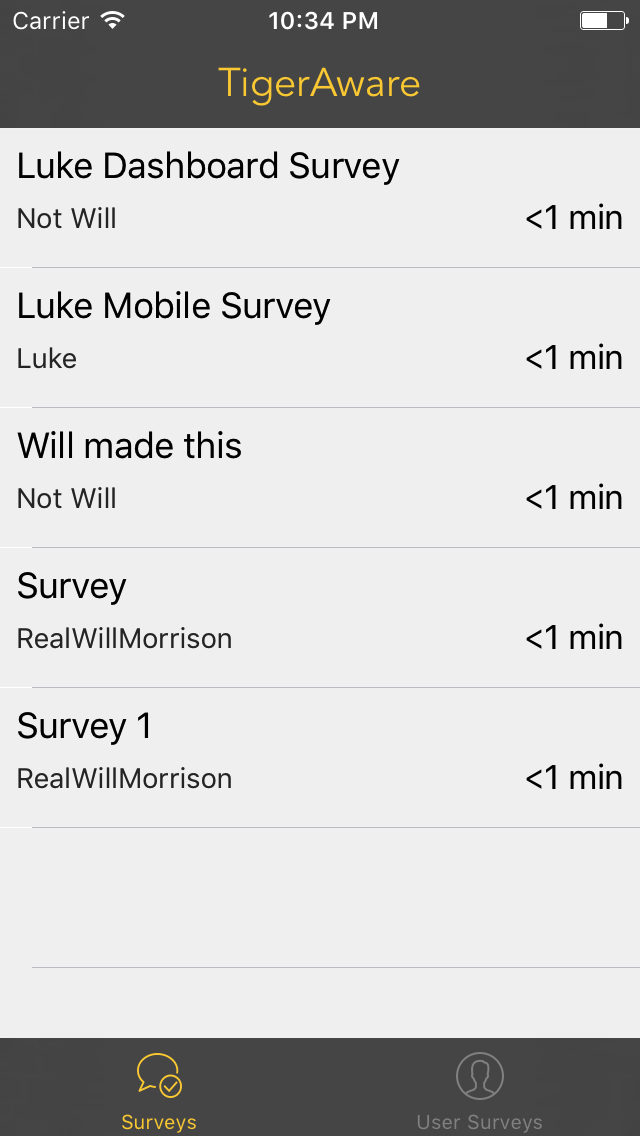 Carrier 10:34 PM
TigerAware
Luke Dashboard Survey
Not Will <1 min
Luke Mobile Survey
Luke <1 min
Will made this
Not Will <1 min
Survey
RealWillMorrison <1 min
Survey 1
RealWillMorrison <1 min
Surveys User Surveys